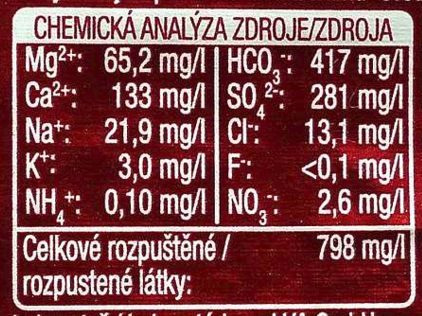 CHEMICKÁ ANALÝZA ZDROJE/ZDROJA
Mg²⁺: 65,2 mg/l HCO₃⁻: 417 mg/l
Ca²⁺: 133 mg/l SO₄²⁻: 281 mg/l
Na⁺: 21,9 mg/l Cl⁻: 13,1 mg/l
K⁺: 3,0 mg/l F⁻: <0,1 mg/l
NH₄⁺: 0,10 mg/l NO₃⁻: 2,6 mg/l
Celkové rozpuštěné / 798 mg/l
rozpustené látky: